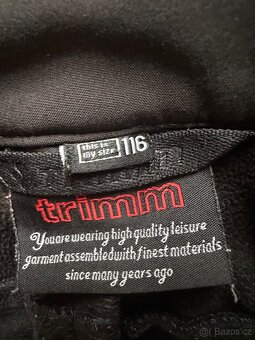 this is
my size 116
trimm
You are wearing high quality leisure
garment assembled with finest materials
since many years ago
sbazar.cz